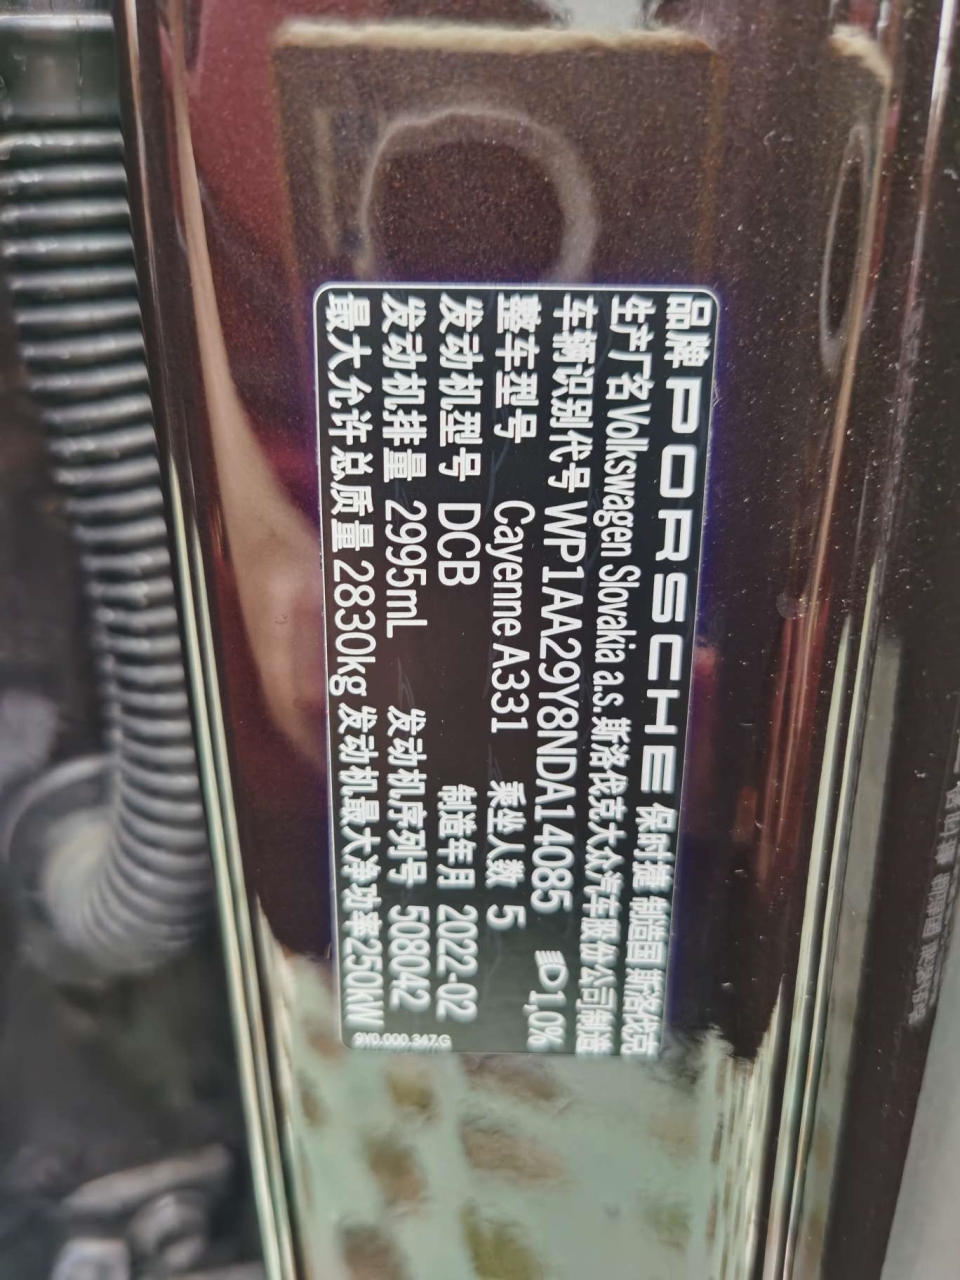 品牌 PORSCHE 保时捷 制造国 斯洛伐克
生产厂名 Volkswagen Slovakia a.s. 斯洛伐克大众汽车股份公司制造
车辆识别代号 WP1AA29Y8NDA14085 1,0%
整车型号 Cayenne A331 乘坐人数 5
发动机型号 DCB 制造年月 2022-02
发动机排量 2995mL 发动机序列号 508042
最大允许总质量 2830kg 发动机最大净功率250kW
9Y0.000.347.G